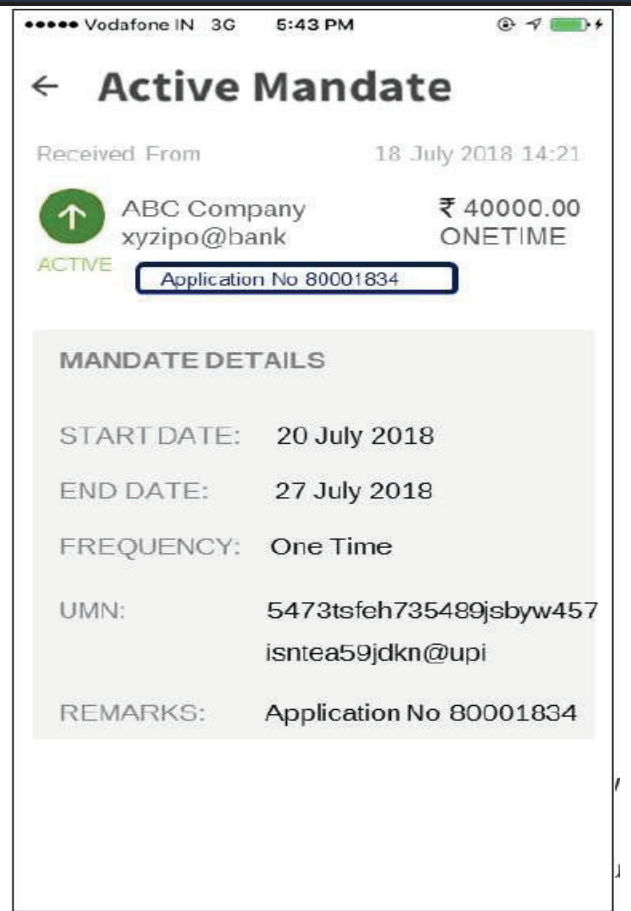 Vodafone IN 3G 5:43 PM
Active Mandate
Received From 18 July 2018 14:21
ABC Company ₹ 40000.00
xyzipo@bank ONETIME
ACTIVE
Application No 80001834
MANDATE DETAILS
START DATE: 20 July 2018
END DATE: 27 July 2018
FREQUENCY: One Time
UMN: 5473tsfeh735489jsbyw457
isntea59jdkn@upi
REMARKS: Application No 80001834